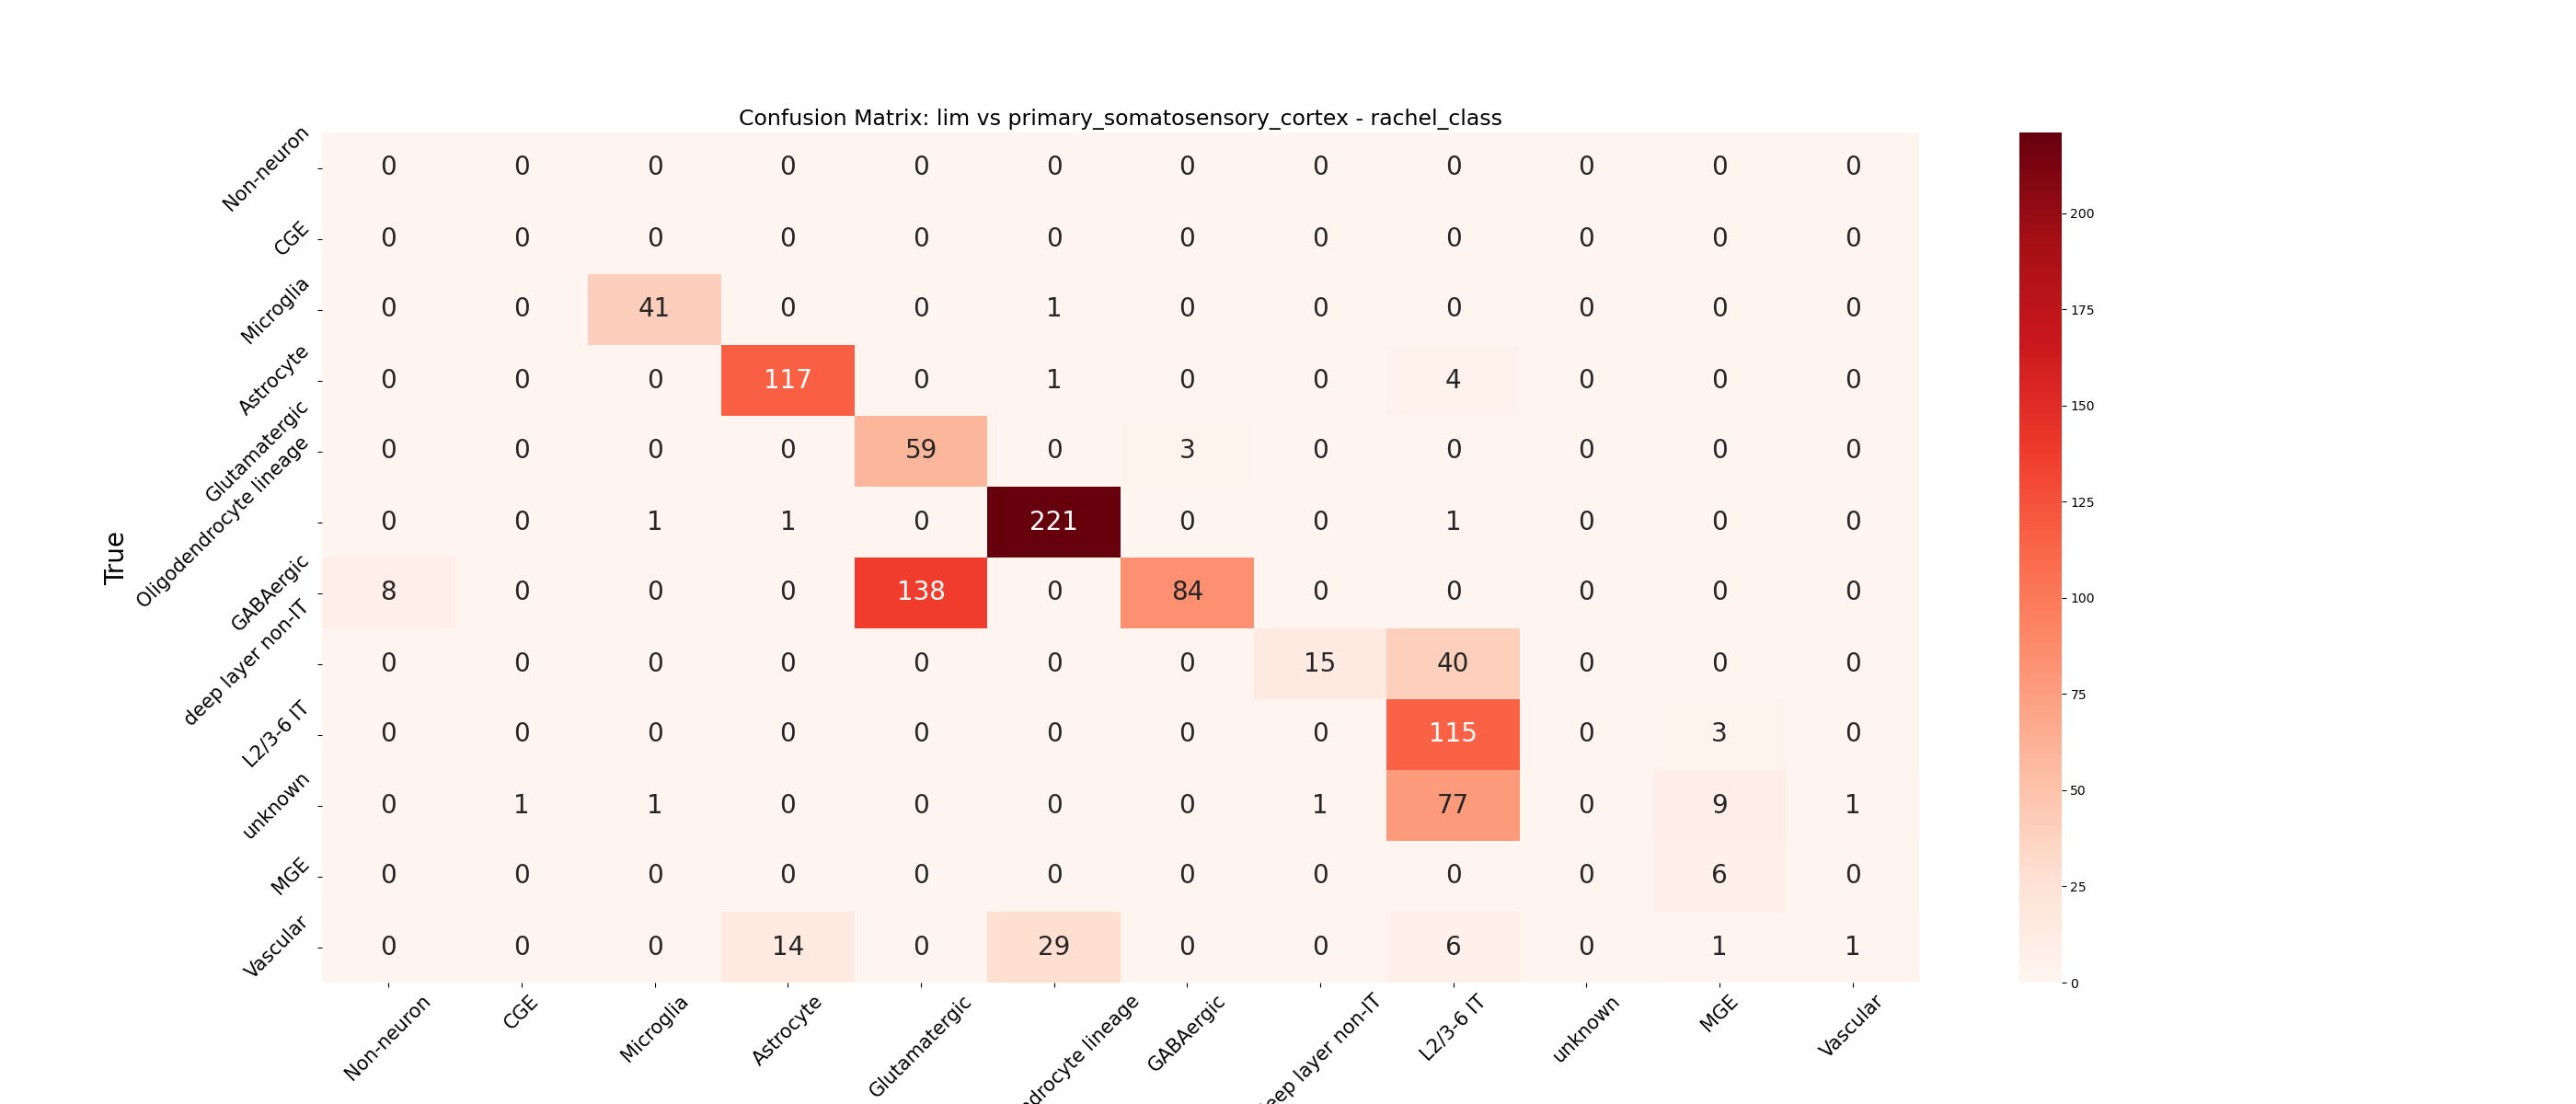 Confusion Matrix: lim vs primary_somatosensory_cortex - rachel_class
Non-neuron 0 0 0 0 0 0 0 0 0 0 0 0
CGE 0 0 0 0 0 0 0 0 0 0 0 0
Microglia 0 0 41 0 0 1 0 0 0 0 0 0
Astrocyte 0 0 0 117 0 1 0 0 4 0 0 0
Glutamatergic 0 0 0 0 59 0 3 0 0 0 0 0
Oligodendrocyte lineage 0 0 1 1 0 221 0 0 1 0 0 0
GABAergic 8 0 0 0 138 0 84 0 0 0 0 0
deep layer non-IT 0 0 0 0 0 0 0 15 40 0 0 0
L2/3-6 IT 0 0 0 0 0 0 0 0 115 0 3 0
unknown 0 1 1 0 0 0 0 1 77 0 9 1
MGE 0 0 0 0 0 0 0 0 0 0 6 0
Vascular 0 0 0 14 0 29 0 0 6 0 1 1
True
Non-neuron CGE Microglia Astrocyte Glutamatergic lineage GABAergic layer non-IT L2/3-6 IT unknown MGE Vascular
200
175
150
125
100
75
50
25
0